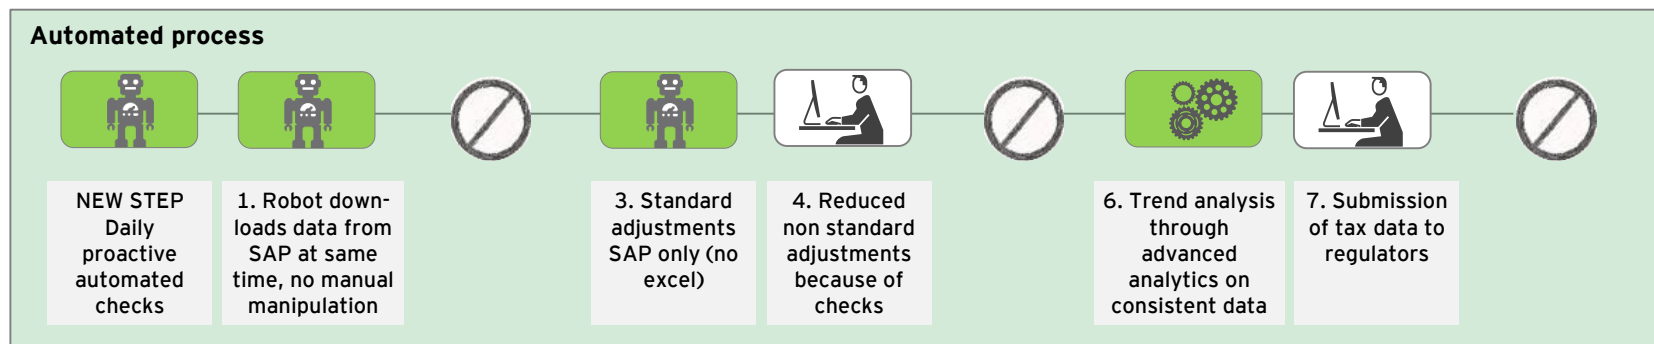 Automated process
NEW STEP
Daily
proactive
automated
checks
1. Robot down-
loads data from
SAP at same
time, no manual
manipulation
3. Standard
adjustments
SAP only (no
excel)
4. Reduced
non standard
adjustments
because of
checks
6. Trend analysis
through
advanced
analytics on
consistent data
7. Submission
of tax data to
regulators